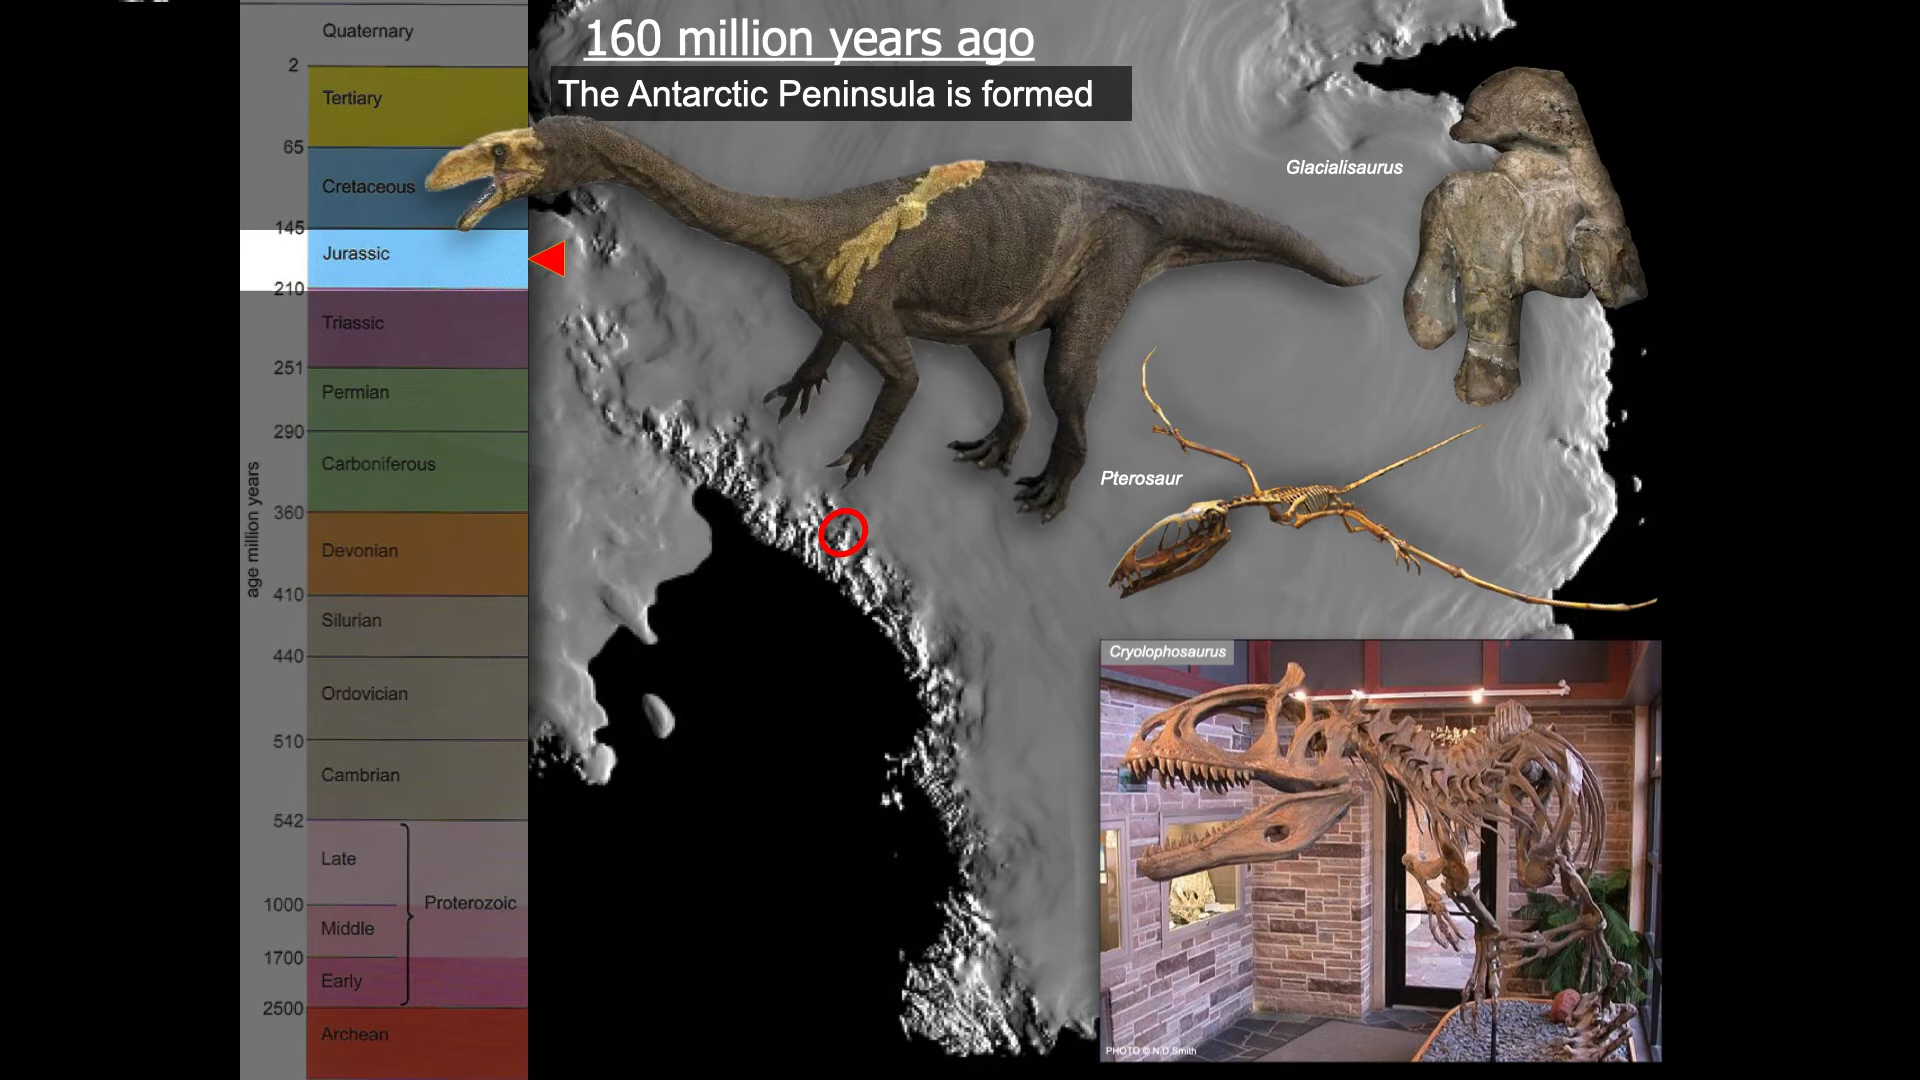 160 million years ago
The Antarctic Peninsula is formed
Quaternary
2
Tertiary
65
Cretaceous
145
Jurassic
210
Triassic
251
Permian
290
Carboniferous
360
Devonian
410
Silurian
440
Ordovician
510
Cambrian
542
Late
1000
Middle
1700
Early
2500
Proterozoic
Archean
age million years
Glacialisaurus
Pterosaur
Cryolophosaurus
PHOTO © N.D.Smith